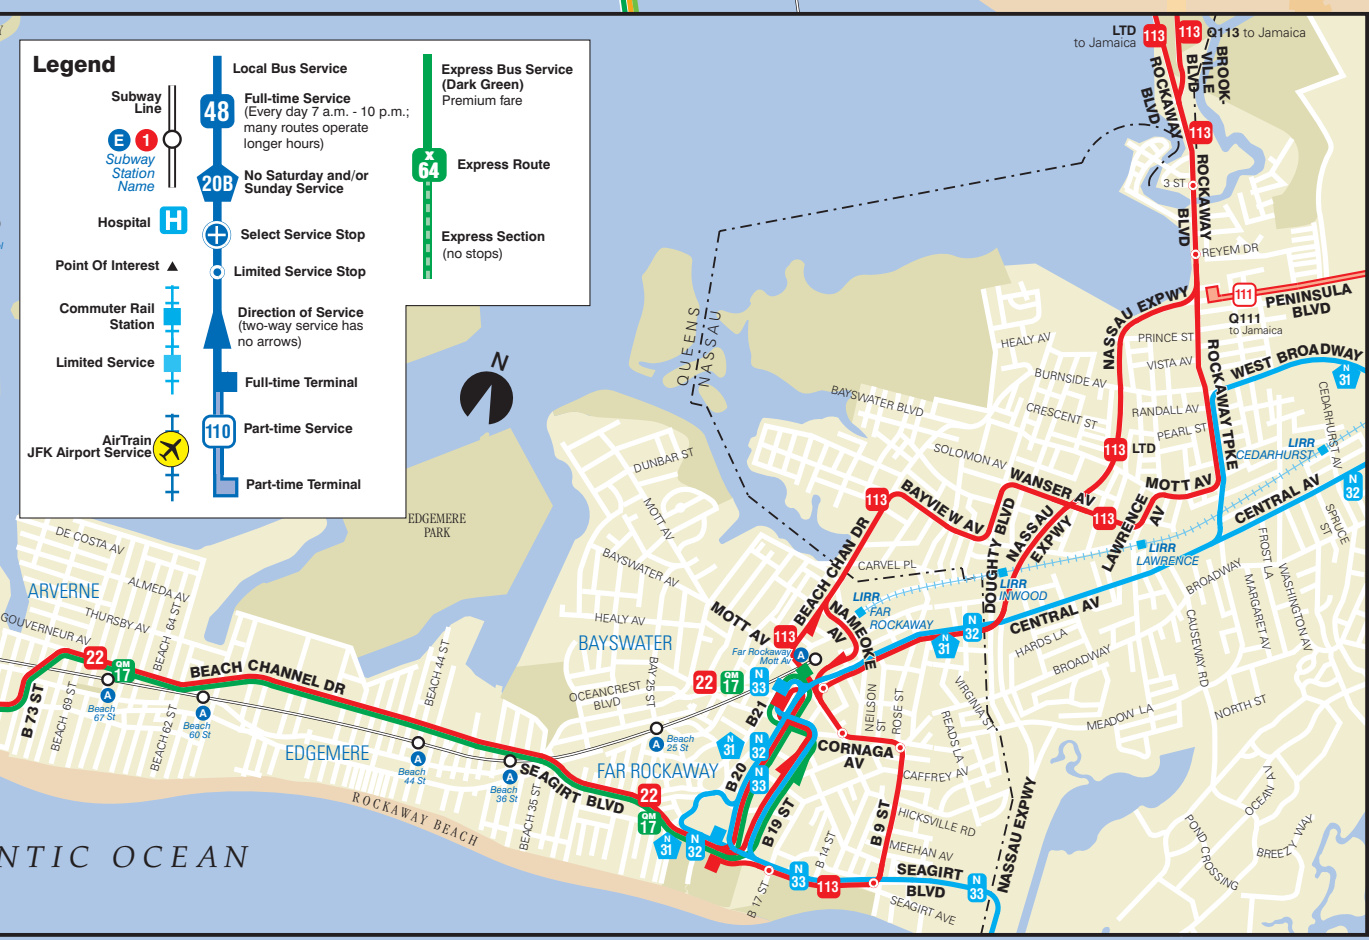 Legend
Subway
Line
E 1
Subway
Station
Name
Hospital
H
Point Of Interest
Commuter Rail
Station
Limited Service
AirTrain
JFK Airport Service
Local Bus Service
48
Full-time Service
(Every day 7 a.m. - 10 p.m.;
many routes operate
longer hours)
20B
No Saturday and/or
Sunday Service
Select Service Stop
Limited Service Stop
Direction of Service
(two-way service has
no arrows)
Full-time Terminal
110
Part-time Service
Part-time Terminal
Express Bus Service
(Dark Green)
Premium fare
X
64
Express Route
Express Section
(no stops)
N
LTD
to Jamaica
113
113
Q113 to Jamaica
ROCKAWAY
BLVD
BROOK-
VILLE
BLVD
113
3 ST
ROCKAWAY
BLVD
REYEM DR
NASSAU EXPWY
111
Q111
to Jamaica
PENINSULA
BLVD
QUEENS
NASSAU
HEALY AV
PRINCE ST
VISTA AV
BURNSIDE AV
ROCKAWAY TPKE
WEST BROADWAY
N
31
BAYSWATER BLVD
CRESCENT ST
RANDALL AV
PEARL ST
CEDARHURST AV
113 LTD
LIRR
CEDARHURST
SOLOMON AV
DUNBAR ST
WANSER AV
MOTT AV
CENTRAL AV
N
32
113
BAYVIEW AV
113
LAWRENCE
AV
NASSAU
EXPWY
DOUGHTY BLVD
SPRUCE
ST
EDGEMERE
PARK
MOTT AV
BEACH CHAN DR
CARVEL PL
LIRR
LAWRENCE
FROST LA
MARGARET AV
WASHINGTON AV
DE COSTA AV
BAYSWATER AV
LIRR
INWOOD
BROADWAY
ARVERNE
ALMEDA AV
THURSBY AV
GOUVERNEUR AV
BEACH 64 ST
LIRR
FAR
ROCKAWAY
HEALY AV
MOTT AV
NAMEOKE
AV
113
N
32
N
31
CENTRAL AV
HARDS LA
BROADWAY
CAUSEWAY RD
BAYSWATER
Far Rockaway
Mott Av
A
22
QM
17
BEACH CHANNEL DR
BEACH 44 ST
BAY 25 ST
OCEANCREST
BLVD
22
QM
17
N
33
B 73 ST
BEACH 69 ST
A
Beach
67 St
BEACH 62 ST
A
Beach
60 St
B 21
NEILSON
ST
ROSE ST
VIRGINIA ST
READS LA
MEADOW LA
NORTH ST
EDGEMERE
A
Beach
44 St
A
Beach
36 St
A
Beach
25 St
N
31
N
32
N
33
CORNAGA
AV
CAFFREY AV
FAR ROCKAWAY
B 20
SEAGIRT BLVD
BEACH 35 ST
22
QM
17
B 19 ST
B 9 ST
HICKSVILLE RD
MEEHAN AV
B 14 ST
OCEAN AV
POND CROSSING
BREEZY WAY
ROCKAWAY BEACH
N
31
N
32
N
33
113
SEAGIRT
BLVD
N
33
NASSAU EXPWY
B 17 ST
SEAGIRT AVE
NTIC OCEAN